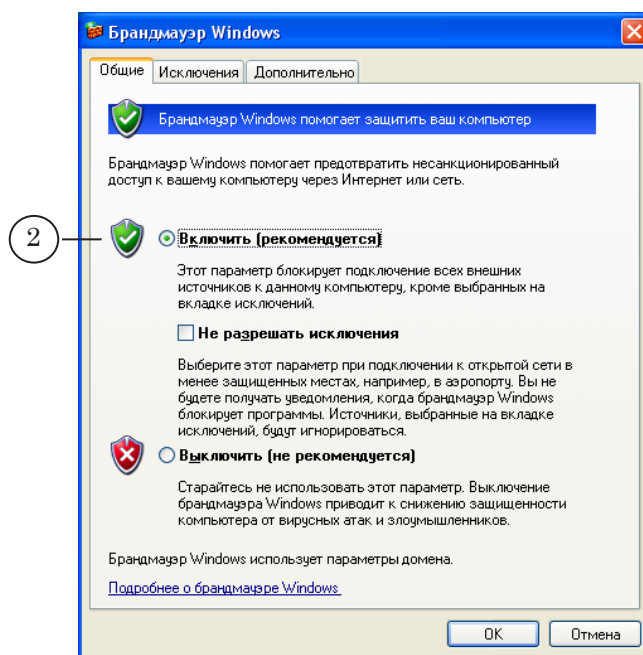 Брандмауэр Windows
Общие Исключения Дополнительно
Брандмауэр Windows помогает защитить ваш компьютер
Брандмауэр Windows помогает предотвратить несанкционированный
доступ к вашему компьютеру через Интернет или сеть.
2
Включить (рекомендуется)
Этот параметр блокирует подключение всех внешних
источников к данному компьютеру, кроме выбранных на
вкладке исключений.
Не разрешать исключения
Выберите этот параметр при подключении к открытой сети в
менее защищенных местах, например, в аэропорту. Вы не
будете получать уведомления, когда брандмауэр Windows
блокирует программы. Источники, выбранные на вкладке
исключений, будут игнорироваться.
Выключить (не рекомендуется)
Старайтесь не использовать этот параметр. Выключение
брандмауэра Windows приводит к снижению защищенности
компьютера от вирусных атак и злоумышленников.
Брандмауэр Windows использует параметры домена.
Подробнее о брандмауэре Windows
OK Отмена